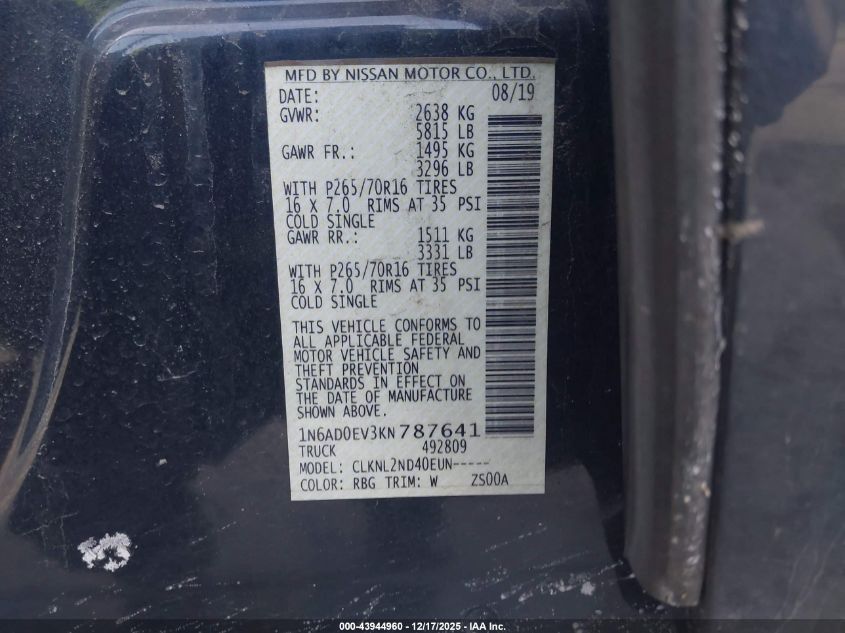 MFD BY NISSAN MOTOR CO., LTD.
DATE: 08/19
GVWR: 2638 KG
5815 LB
GAWR FR.: 1495 KG
3296 LB
WITH P265/70R16 TIRES
16 X 7.0 RIMS AT 35 PSI
COLD SINGLE
GAWR RR.: 1511 KG
3331 LB
WITH P265/70R16 TIRES
16 X 7.0 RIMS AT 35 PSI
COLD SINGLE
THIS VEHICLE CONFORMS TO
ALL APPLICABLE FEDERAL
MOTOR VEHICLE SAFETY AND
THEFT PREVENTION
STANDARDS IN EFFECT ON
THE DATE OF MANUFACTURE
SHOWN ABOVE.
1N6AD0EV3KN787641
TRUCK 492809
MODEL: CLKNL2ND40EUN-----
COLOR: RBG TRIM: W ZS00A
000-43944960 - 12/17/2025 - IAA Inc.